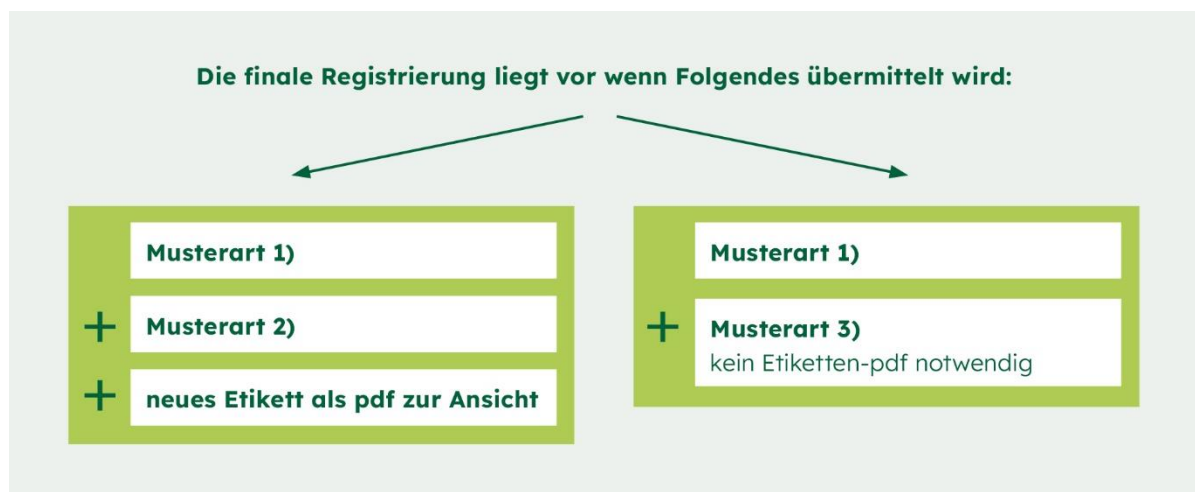 Die finale Registrierung liegt vor wenn Folgendes übermittelt wird:
Musterart 1)
+ Musterart 2)
+ neues Etikett als pdf zur Ansicht
Musterart 1)
+ Musterart 3)
kein Etiketten-pdf notwendig